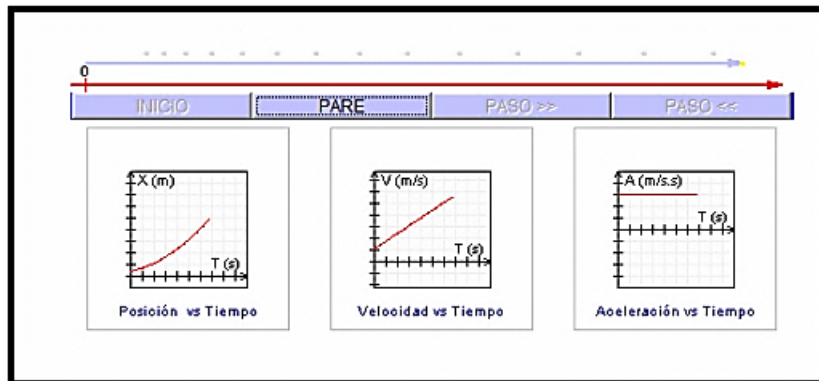 0
INICIO PARE PASO >> PASO <<
X (m) V (m/s) A (m/s.s)
T (s) T (s) T (s)
Posición vs Tiempo Velocidad vs Tiempo Aceleración vs Tiempo